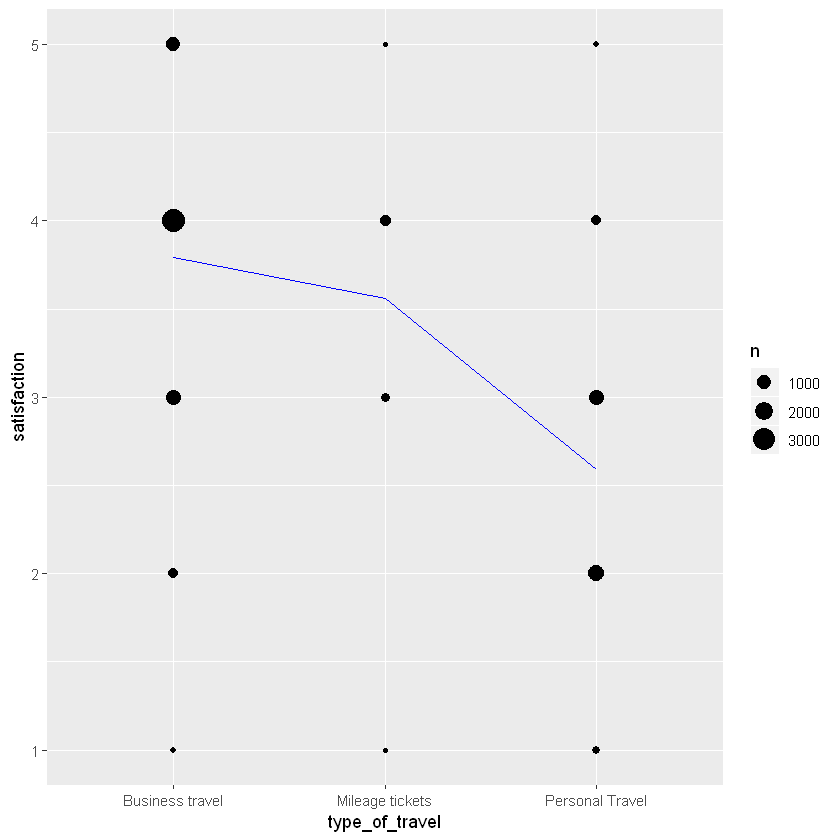 5
4
3
2
1
satisfaction
Business travel
Mileage tickets
Personal Travel
type_of_travel
n
1000
2000
3000